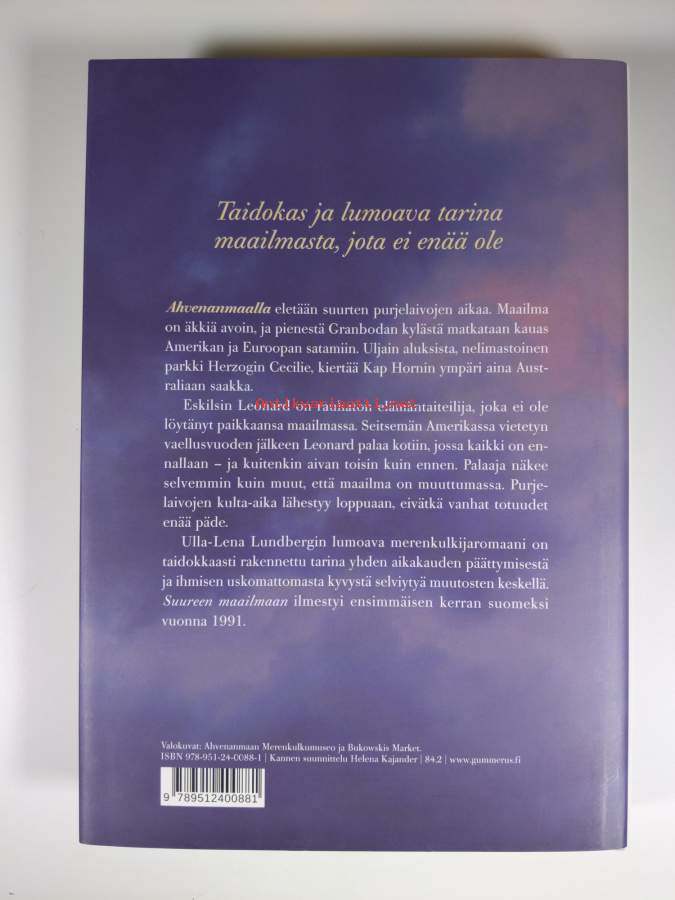 Taidokas ja lumoava tarina
maailmasta, jota ei enää ole
Ahvenanmaalla eletään suurten purjelaivojen aikaa. Maailma
on äkkiä avoin, ja pienestä Granbodan kylästä matkataan kauas
Amerikan ja Euroopan satamiin. Uljain aluksista, nelimastoinen
parkki Herzogin Cecilie, kiertää Kap Hornin ympäri aina Aust-
raliaan saakka.
Antikvariaatti.net
Eskilsin Leonard on rauhaton elämäntaiteilija, joka ei ole
löytänyt paikkaansa maailmassa. Seitsemän Amerikassa vietetyn
vaellusvuoden jälkeen Leonard palaa kotiin, jossa kaikki on en-
nallaan – ja kuitenkin aivan toisin kuin ennen. Palaaja näkee
selvemmin kuin muut, että maailma on muuttumassa. Purje-
laivojen kulta-aika lähestyy loppuaan, eivätkä vanhat totuudet
enää päde.
Ulla-Lena Lundbergin lumoava merenkulkijaromaani on
taidokkaasti rakennettu tarina yhden aikakauden päättymisestä
ja ihmisen uskomattomasta kyvystä selviytyä muutosten keskellä.
Suureen maailmaan ilmestyi ensimmäisen kerran suomeksi
vuonna 1991.
Valokuvat: Ahvenanmaan Merenkulkumuseo ja Bukowskis Market.
ISBN 978-951-24-0088-1 | Kannen suunnittelu Helena Kajander | 84.2 | www.gummerus.fi
9 789512 400881